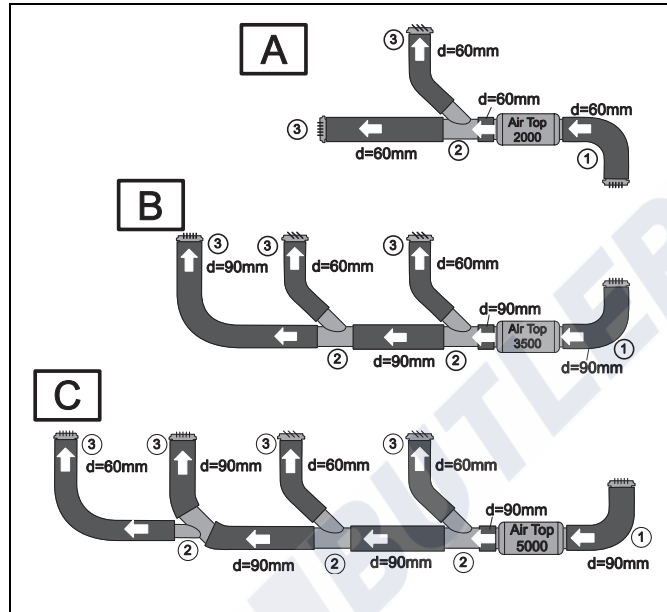 A
3
d=60mm
d=60mm
d=60mm
Air Top
2000
3
2
1
d=60mm
B
3
3
3
d=90mm
d=60mm
d=60mm
d=90mm
Air Top
3500
2
2
1
d=90mm
d=90mm
C
3
3
3
3
d=60mm
d=90mm
d=60mm
d=60mm
d=90mm
Air Top
5000
1
2
2
2
d=90mm
d=90mm
d=90mm
BUTLER